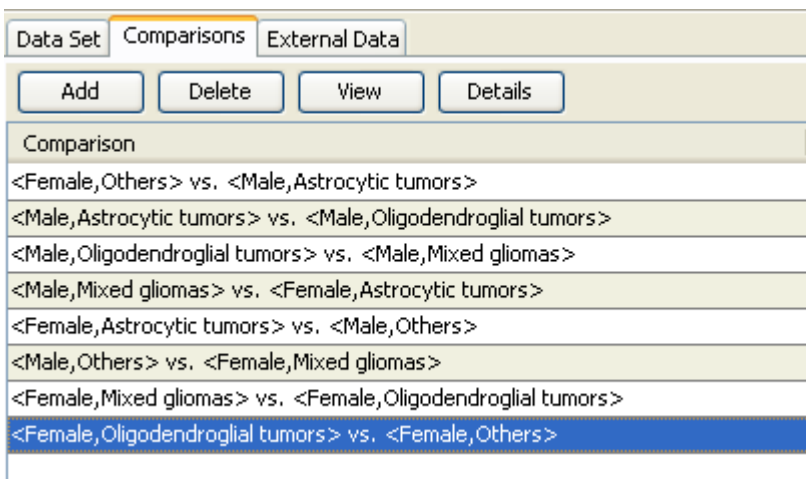 Data Set Comparisons External Data
Add Delete View Details
Comparison
<Female,Others> vs. <Male,Astrocytic tumors>
<Male,Astrocytic tumors> vs. <Male,Oligodendroglial tumors>
<Male,Oligodendroglial tumors> vs. <Male,Mixed gliomas>
<Male,Mixed gliomas> vs. <Female,Astrocytic tumors>
<Female,Astrocytic tumors> vs. <Male,Others>
<Male,Others> vs. <Female,Mixed gliomas>
<Female,Mixed gliomas> vs. <Female,Oligodendroglial tumors>
<Female,Oligodendroglial tumors> vs. <Female,Others>